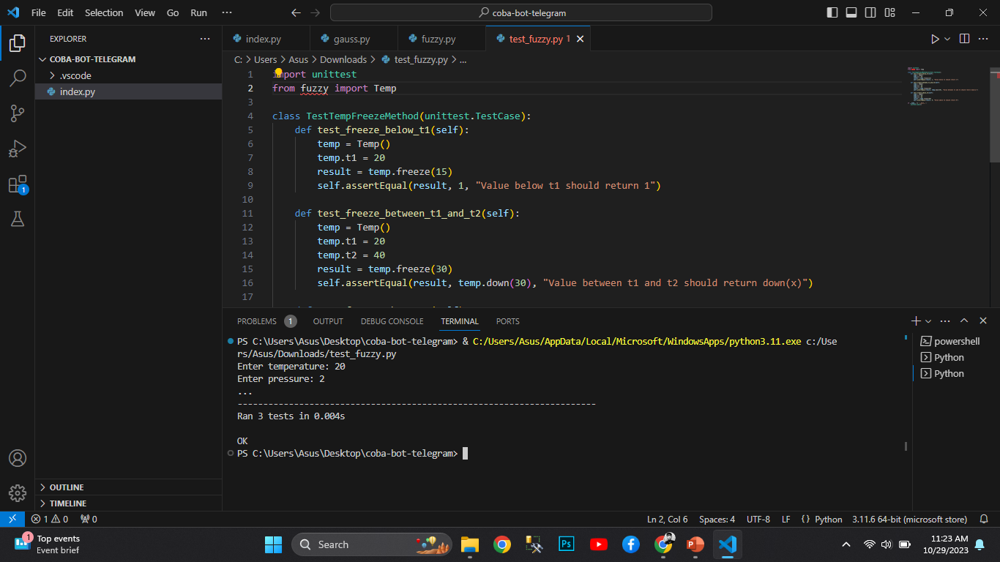 File Edit Selection View Go Run ···
coba-bot-telegram
EXPLORER ···
COBA-BOT-TELEGRAM
.vscode
index.py
OUTLINE
TIMELINE
index.py gauss.py fuzzy.py test_fuzzy.py 1
C: > Users > Asus > Downloads > test_fuzzy.py > ...
1 import unittest
2 from fuzzy import Temp
3
4 class TestTempFreezeMethod(unittest.TestCase):
5 def test_freeze_below_t1(self):
6 temp = Temp()
7 temp.t1 = 20
8 result = temp.freeze(15)
9 self.assertEqual(result, 1, "Value below t1 should return 1")
10
11 def test_freeze_between_t1_and_t2(self):
12 temp = Temp()
13 temp.t1 = 20
14 temp.t2 = 40
15 result = temp.freeze(30)
16 self.assertEqual(result, temp.down(30), "Value between t1 and t2 should return down(x)")
17
PROBLEMS 1 OUTPUT DEBUG CONSOLE TERMINAL PORTS
PS C:\Users\Asus\Desktop\coba-bot-telegram> & C:/Users/Asus/AppData/Local/Microsoft/WindowsApps/python3.11.exe c:/Use
rs/Asus/Downloads/test_fuzzy.py
Enter temperature: 20
Enter pressure: 2
...
----------------------------------------------------------------------
Ran 3 tests in 0.004s
OK
PS C:\Users\Asus\Desktop\coba-bot-telegram>
powershell
Python
Python
1
1 0 0
Ln 2, Col 6 Spaces: 4 UTF-8 LF {} Python 3.11.6 64-bit (microsoft store)
1
Top events
Event brief
Search
Ps
P
11:23 AM
10/29/2023